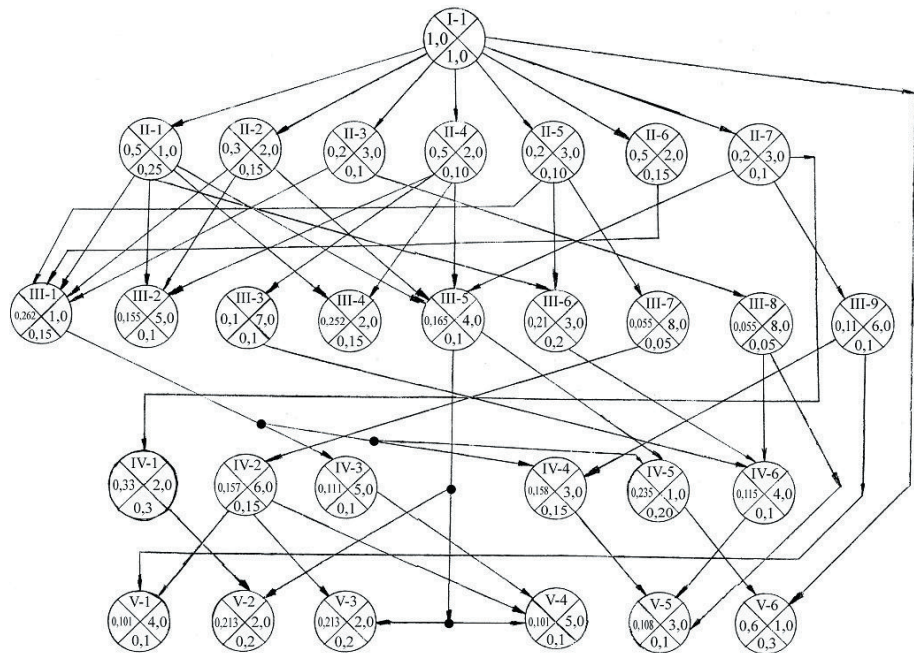 I-1
1,0
1,0
II-1 II-2 II-3 II-4 II-5 II-6 II-7
0,5 1,0 0,3 2,0 0,2 3,0 0,5 2,0 0,2 3,0 0,5 2,0 0,2 3,0
0,25 0,15 0,1 0,10 0,10 0,15 0,1
III-1 III-2 III-3 III-4 III-5 III-6 III-7 III-8 III-9
0,262 1,0 0,155 5,0 0,1 7,0 0,252 2,0 0,165 4,0 0,21 3,0 0,055 8,0 0,055 8,0 0,11 6,0
0,15 0,1 0,1 0,15 0,1 0,2 0,05 0,05 0,1
IV-1 IV-2 IV-3 IV-4 IV-5 IV-6
0,33 2,0 0,157 6,0 0,111 5,0 0,158 3,0 0,235 1,0 0,115 4,0
0,3 0,15 0,1 0,15 0,20 0,1
V-1 V-2 V-3 V-4 V-5 V-6
0,101 4,0 0,213 2,0 0,213 2,0 0,101 5,0 0,108 3,0 0,6 1,0
0,1 0,2 0,2 0,1 0,1 0,3